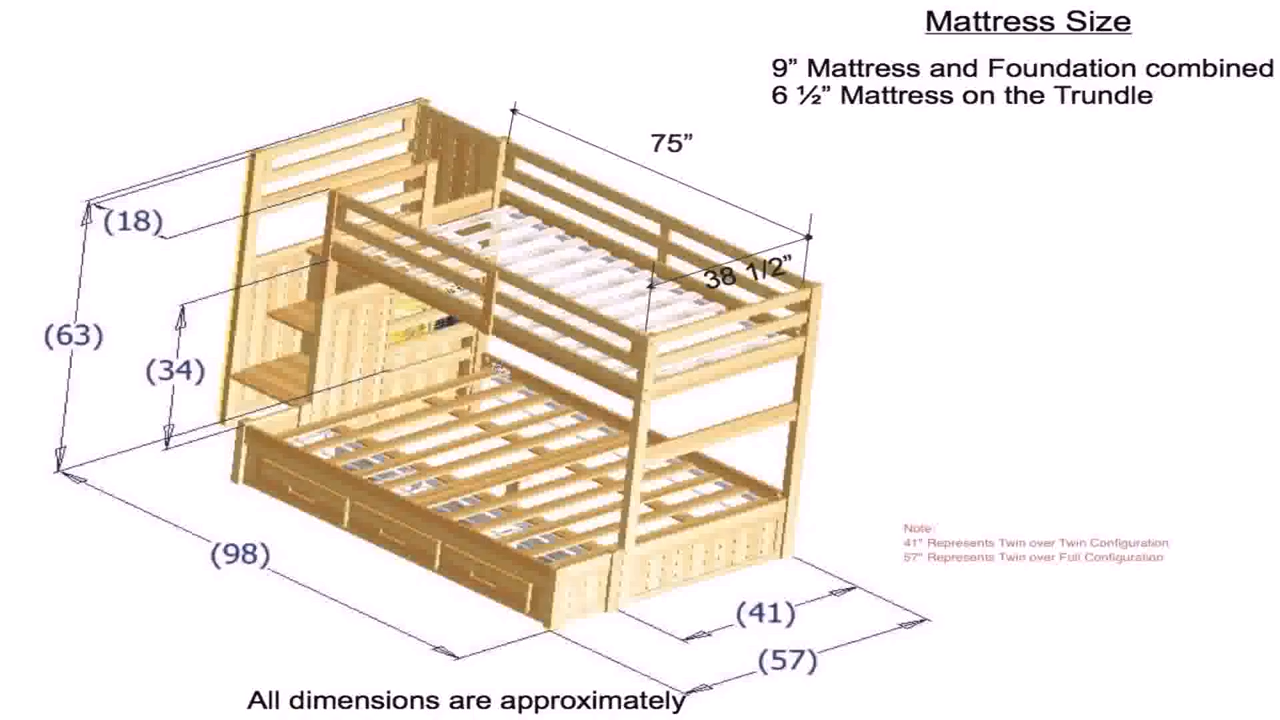 Mattress Size
9” Mattress and Foundation combined
6 ½” Mattress on the Trundle
75”
(18)
38 1/2”
(63)
(34)
Note:
41" Represents Twin over Twin Configuration
57" Represents Twin over Full Configuration
(98)
(41)
(57)
All dimensions are approximately